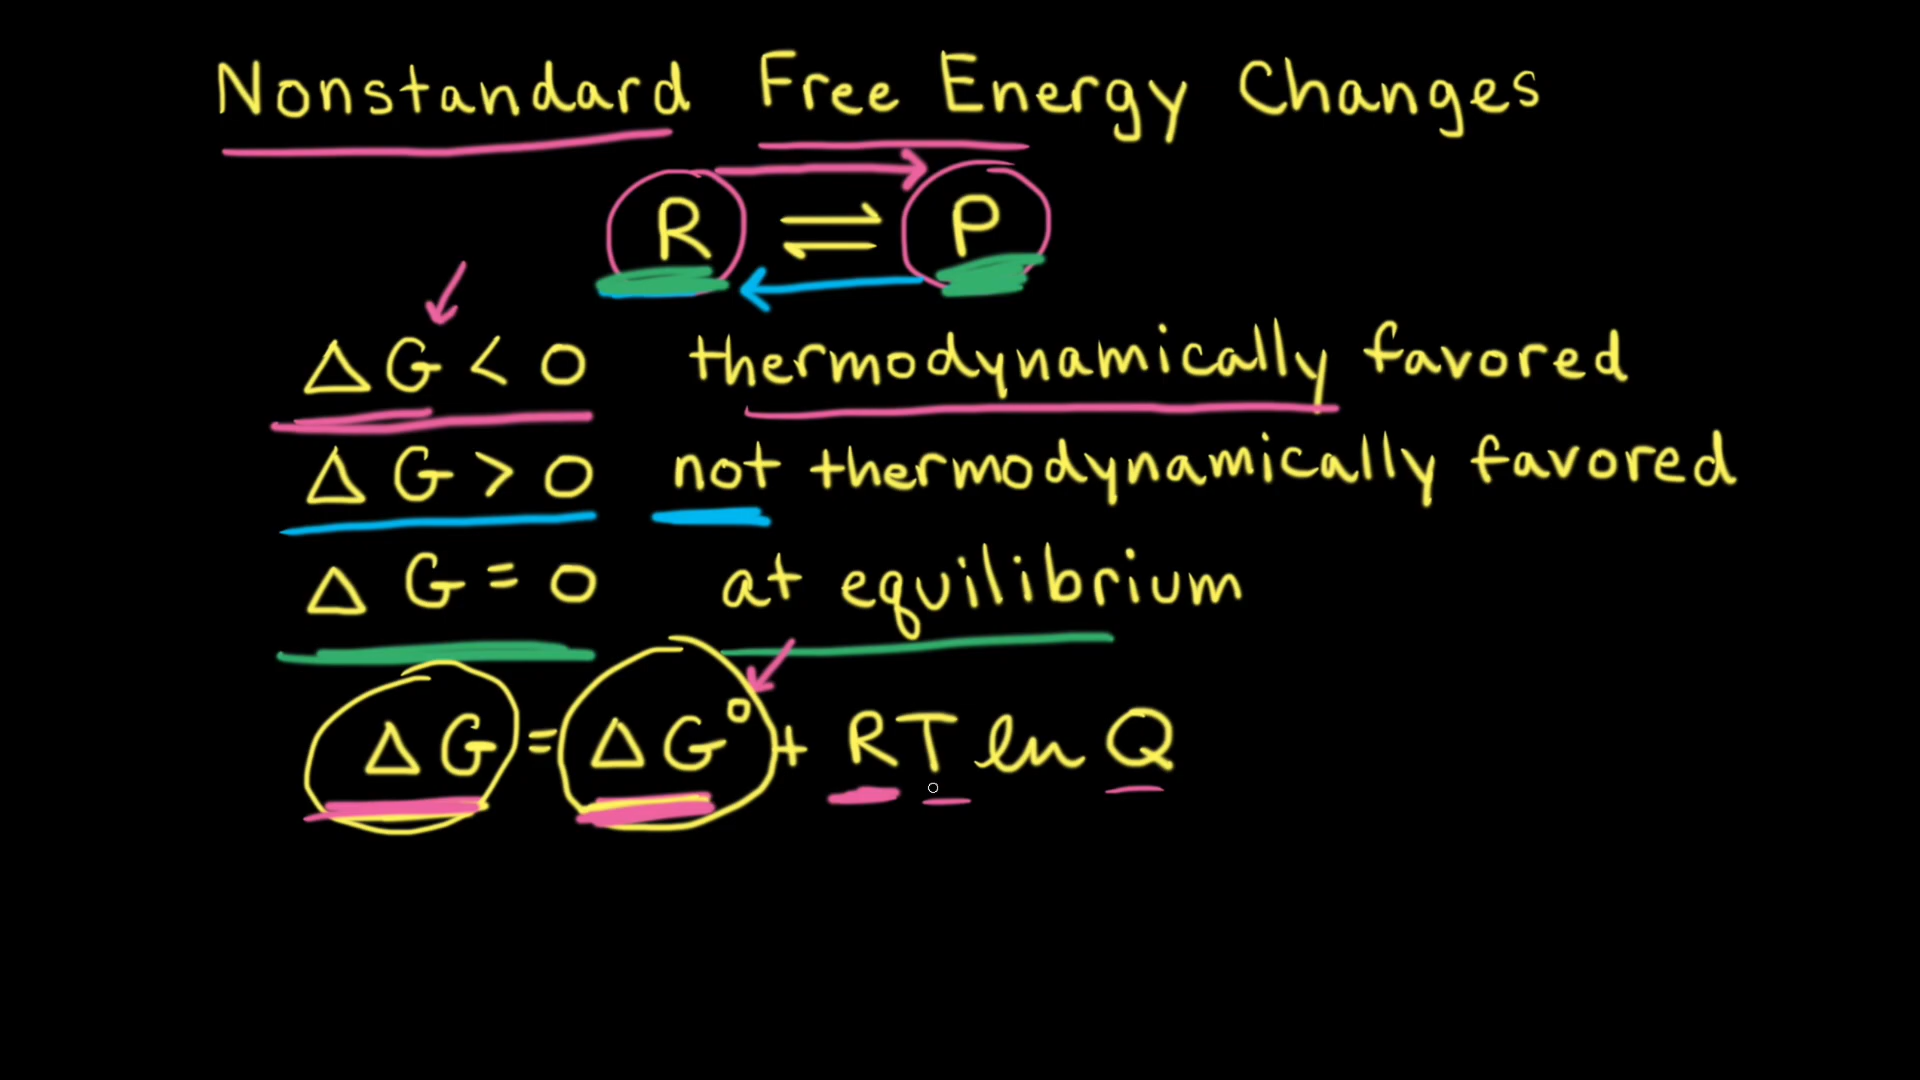 Nonstandard Free Energy Changes
R ⇌ P
ΔG < 0 thermodynamically favored
ΔG > 0 not thermodynamically favored
ΔG = 0 at equilibrium
ΔG = ΔG° + RT ln Q